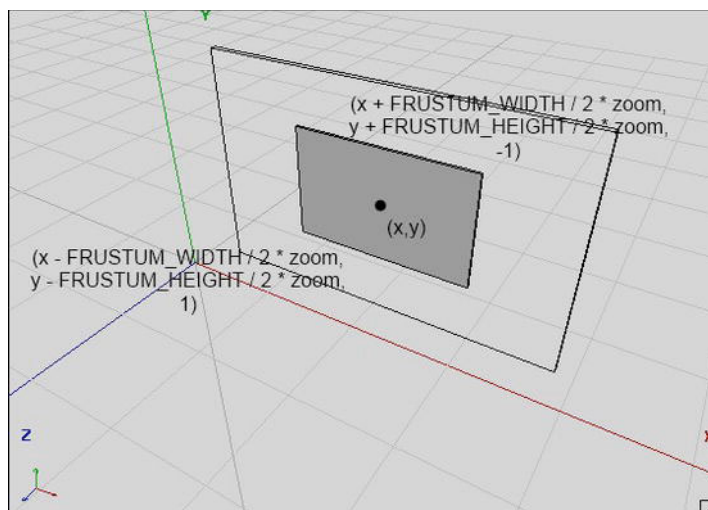 Y
(x + FRUSTUM_WIDTH / 2 * zoom,
y + FRUSTUM_HEIGHT / 2 * zoom,
-1)
(x,y)
(x - FRUSTUM_WIDTH / 2 * zoom,
y - FRUSTUM_HEIGHT / 2 * zoom,
1)
Z
X